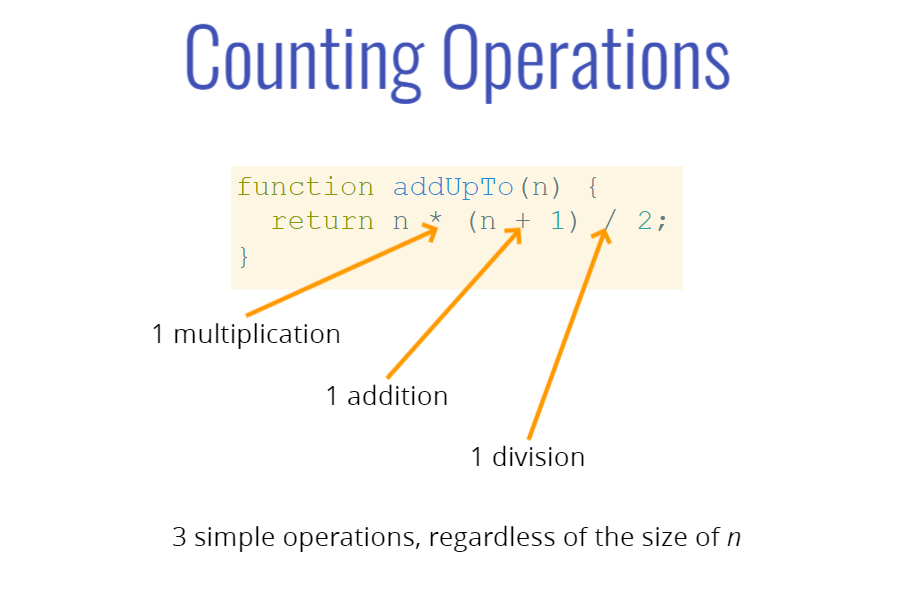 Counting Operations
function addUpTo(n) {
  return n * (n + 1) / 2;
}
1 multiplication
1 addition
1 division
3 simple operations, regardless of the size of n